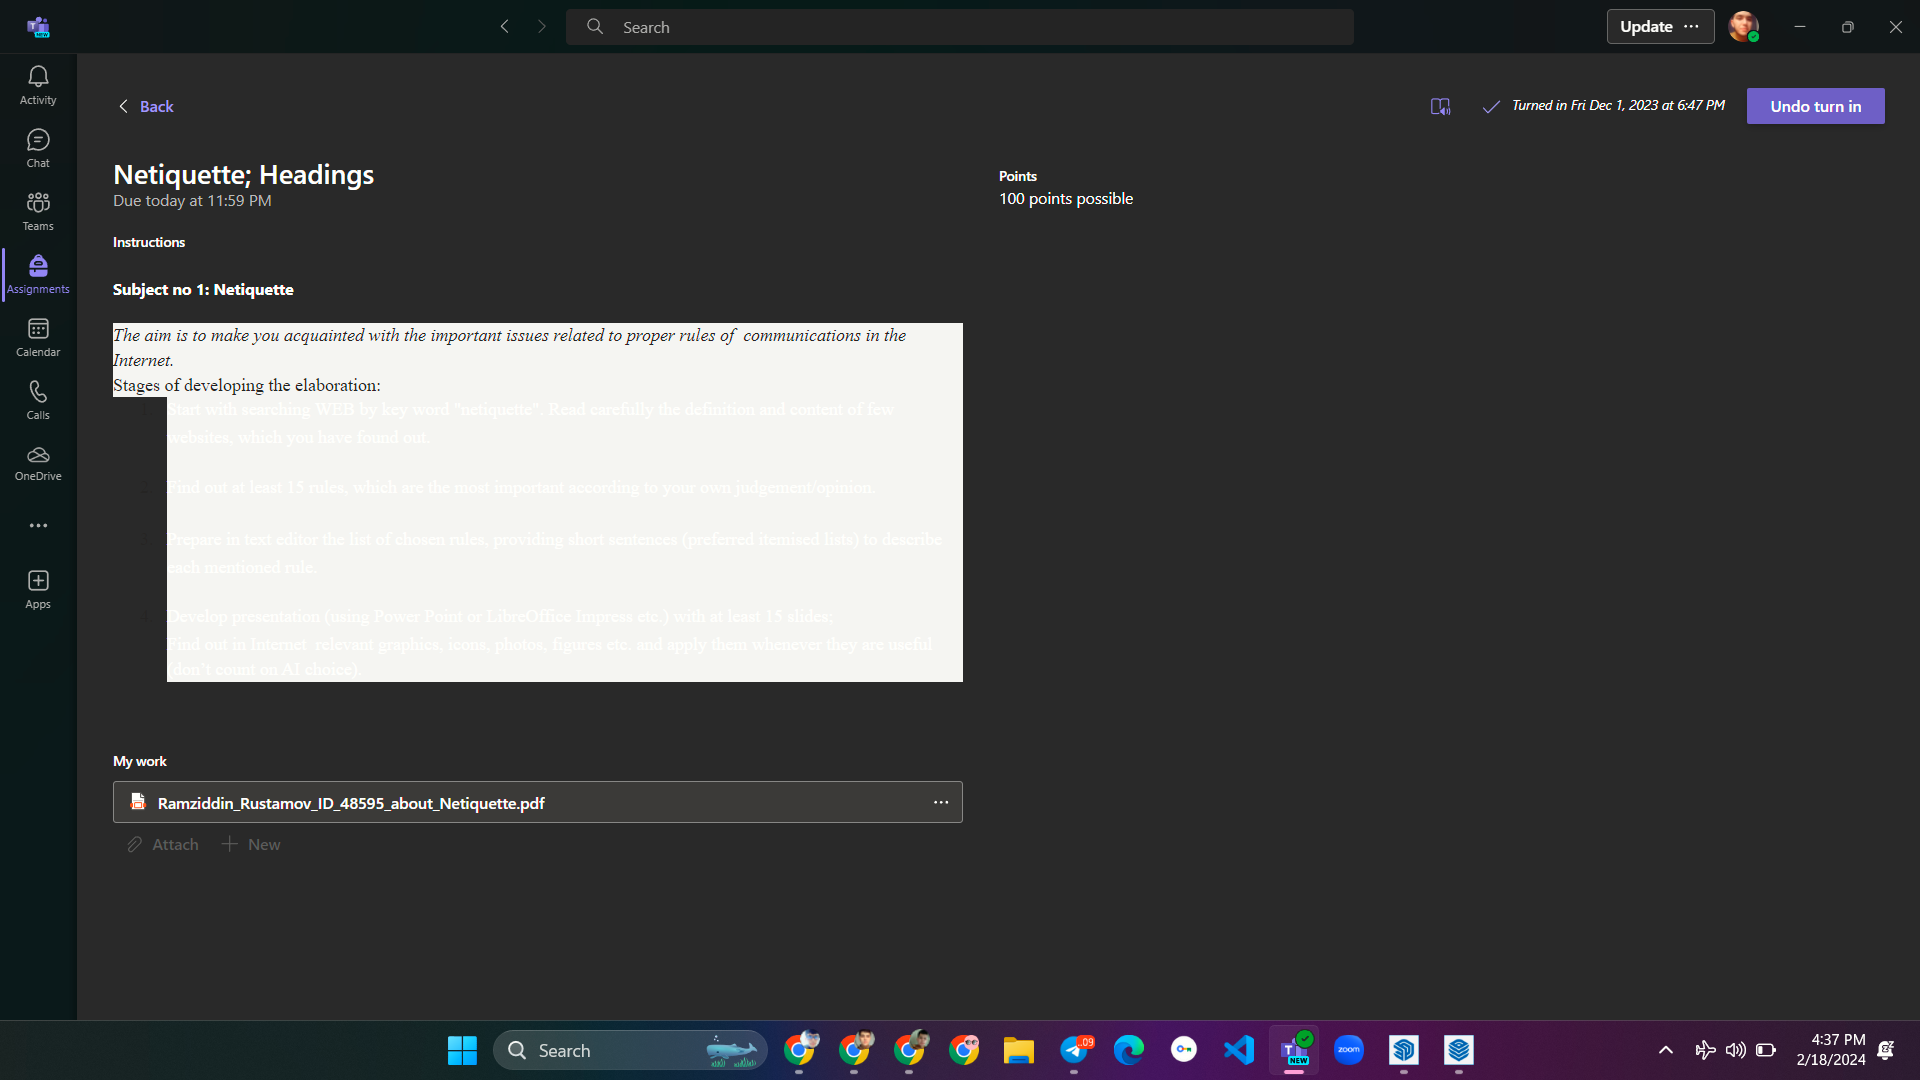 Search
Update
Activity
Chat
Teams
Assignments
Calendar
Calls
OneDrive
Apps
Back
Turned in Fri Dec 1, 2023 at 6:47 PM
Undo turn in
Netiquette; Headings
Due today at 11:59 PM
Points
100 points possible
Instructions
Subject no 1: Netiquette
The aim is to make you acquainted with the important issues related to proper rules of communications in the
Internet.
Stages of developing the elaboration:
Start with searching WEB by key word "netiquette". Read carefully the definition and content of few
websites, which you have found out.
Find out at least 15 rules, which are the most important according to your own judgement/opinion.
Prepare in text editor the list of chosen rules, providing short sentences (preferred itemised lists) to describe
each mentioned rule.
Develop presentation (using Power Point or LibreOffice Impress etc.) with at least 15 slides;
Find out in Internet relevant graphics, icons, photos, figures etc. and apply them whenever they are useful
(don't count on AI choice)
My work
Ramziddin_Rustamov_ID_48595_about_Netiquette.pdf
Attach
New
Search
..09
NEW
zoom
4:37 PM
2/18/2024